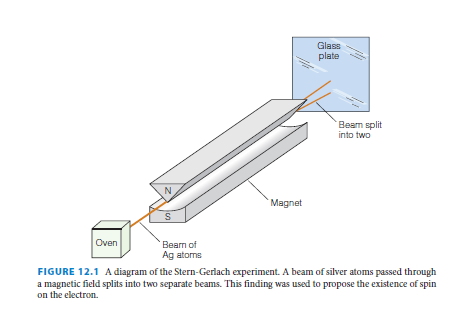 Glass
plate
Beam split
into two
N
Magnet
S
Oven
Beam of
Ag atoms
FIGURE 12.1 A diagram of the Stern-Gerlach experiment. A beam of silver atoms passed through
a magnetic field splits into two separate beams. This finding was used to propose the existence of spin
on the electron.